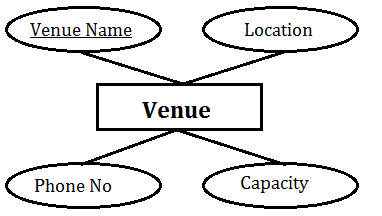 Venue Name
Location
Venue
Phone No
Capacity